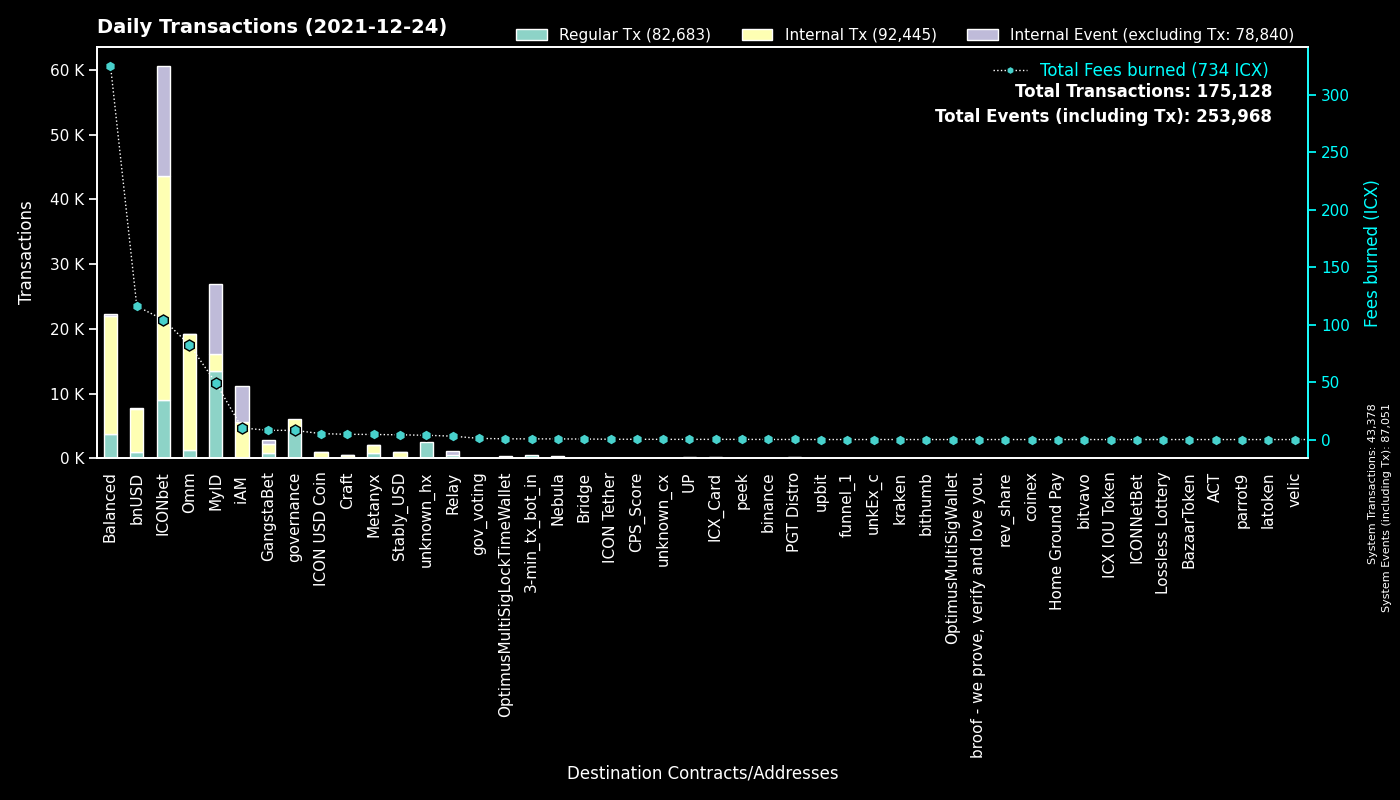 Daily Transactions (2021-12-24)
Regular Tx (82,683)
Internal Tx (92,445)
Internal Event (excluding Tx: 78,840)
Total Fees burned (734 ICX)
Total Transactions: 175,128
Total Events (including Tx): 253,968
Transactions
60 K
50 K
40 K
30 K
20 K
10 K
0 K
300
250
200
150
100
50
0
Fees burned (ICX)
System Transactions: 43,378
System Events (including Tx): 87,051
Balanced
bnUSD
ICONbet
Omm
MyID
iAM
GangstaBet
governance
ICON USD Coin
Craft
Metanyx
Stably_USD
unknown_hx
Relay
gov_voting
OptimusMultiSigLockTimeWallet
3-min_tx_bot_in
Nebula
Bridge
ICON Tether
CPS_Score
unknown_cx
UP
ICX_Card
peek
binance
PGT Distro
upbit
funnel_1
unkEx_c
kraken
bithumb
OptimusMultiSigWallet
broof - we prove, verify and love you.
rev_share
coinex
Home Ground Pay
bitvavo
ICX IOU Token
ICONNetBet
Lossless Lottery
BazaarToken
ACT
parrot9
latoken
velic
Destination Contracts/Addresses